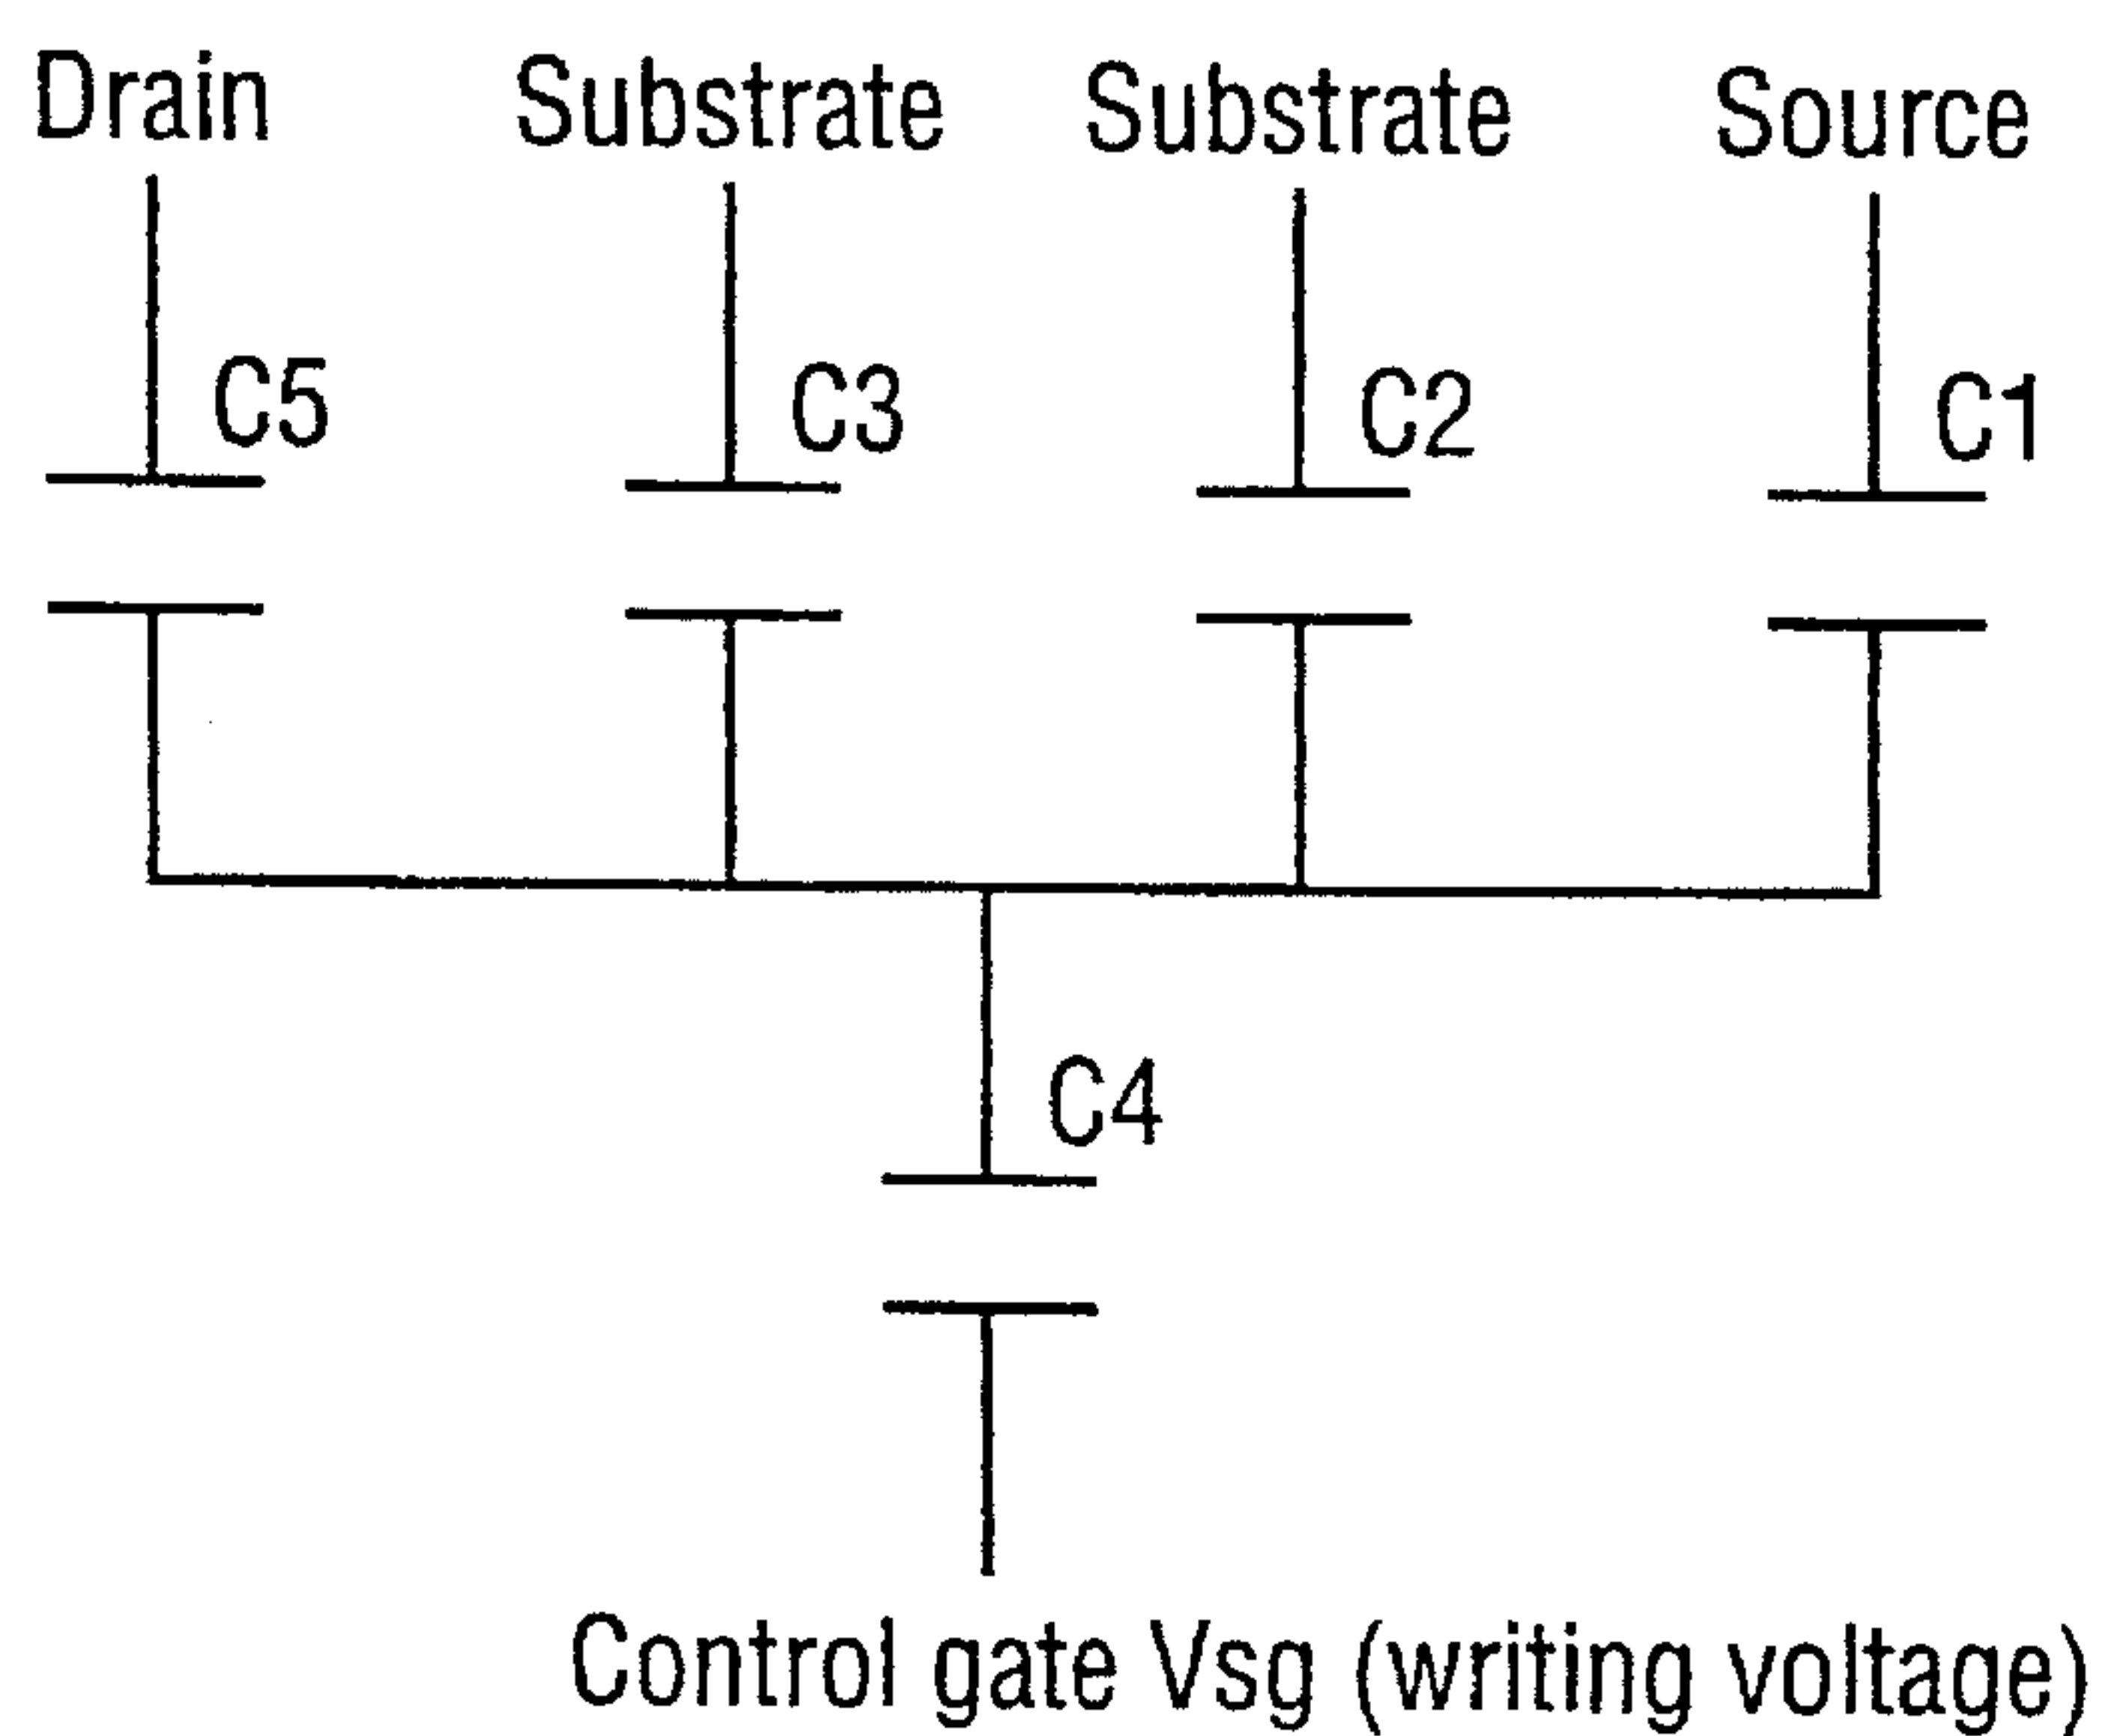 Drain Substrate Substrate Source
C5 C3 C2 C1
C4
Control gate Vsg (writing voltage)